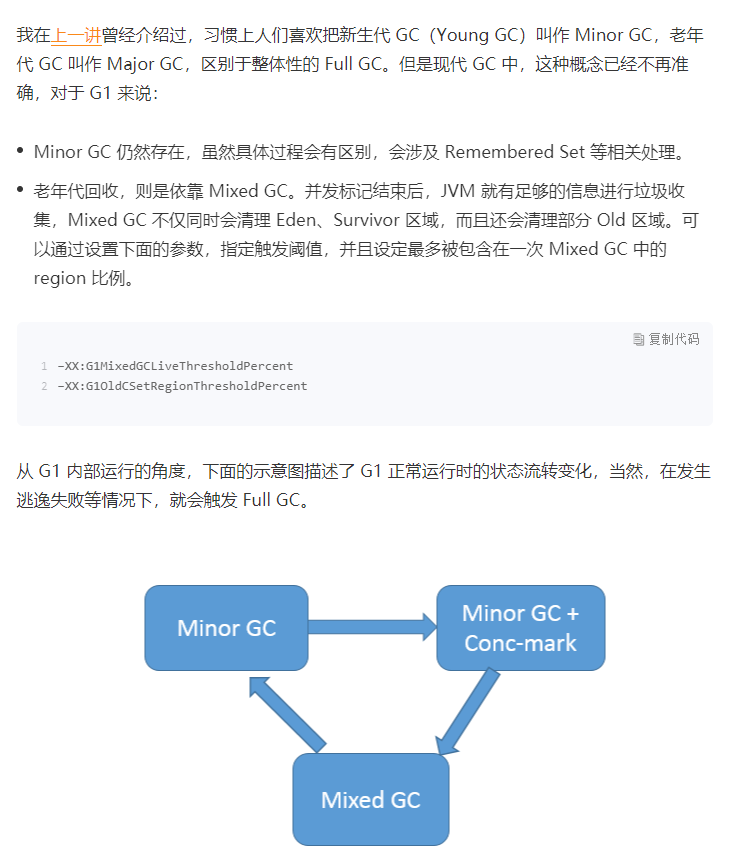 我在上一讲曾经介绍过，习惯上人们喜欢把新生代 GC（Young GC）叫作 Minor GC，老年
代 GC 叫作 Major GC，区别于整体性的 Full GC。但是现代 GC 中，这种概念已经不再准
确，对于 G1 来说：
• Minor GC 仍然存在，虽然具体过程会有区别，会涉及 Remembered Set 等相关处理。
• 老年代回收，则是依靠 Mixed GC。并发标记结束后，JVM 就有足够的信息进行垃圾收
集，Mixed GC 不仅同时会清理 Eden、Survivor 区域，而且还会清理部分 Old 区域。可
以通过设置下面的参数，指定触发阈值，并且设定最多被包含在一次 Mixed GC 中的
region 比例。
复制代码
1 –XX:G1MixedGCLiveThresholdPercent
2 –XX:G1OldCSetRegionThresholdPercent
从 G1 内部运行的角度，下面的示意图描述了 G1 正常运行时的状态流转变化，当然，在发生
逃逸失败等情况下，就会触发 Full GC。
Minor GC
Minor GC +
Conc-mark
Mixed GC